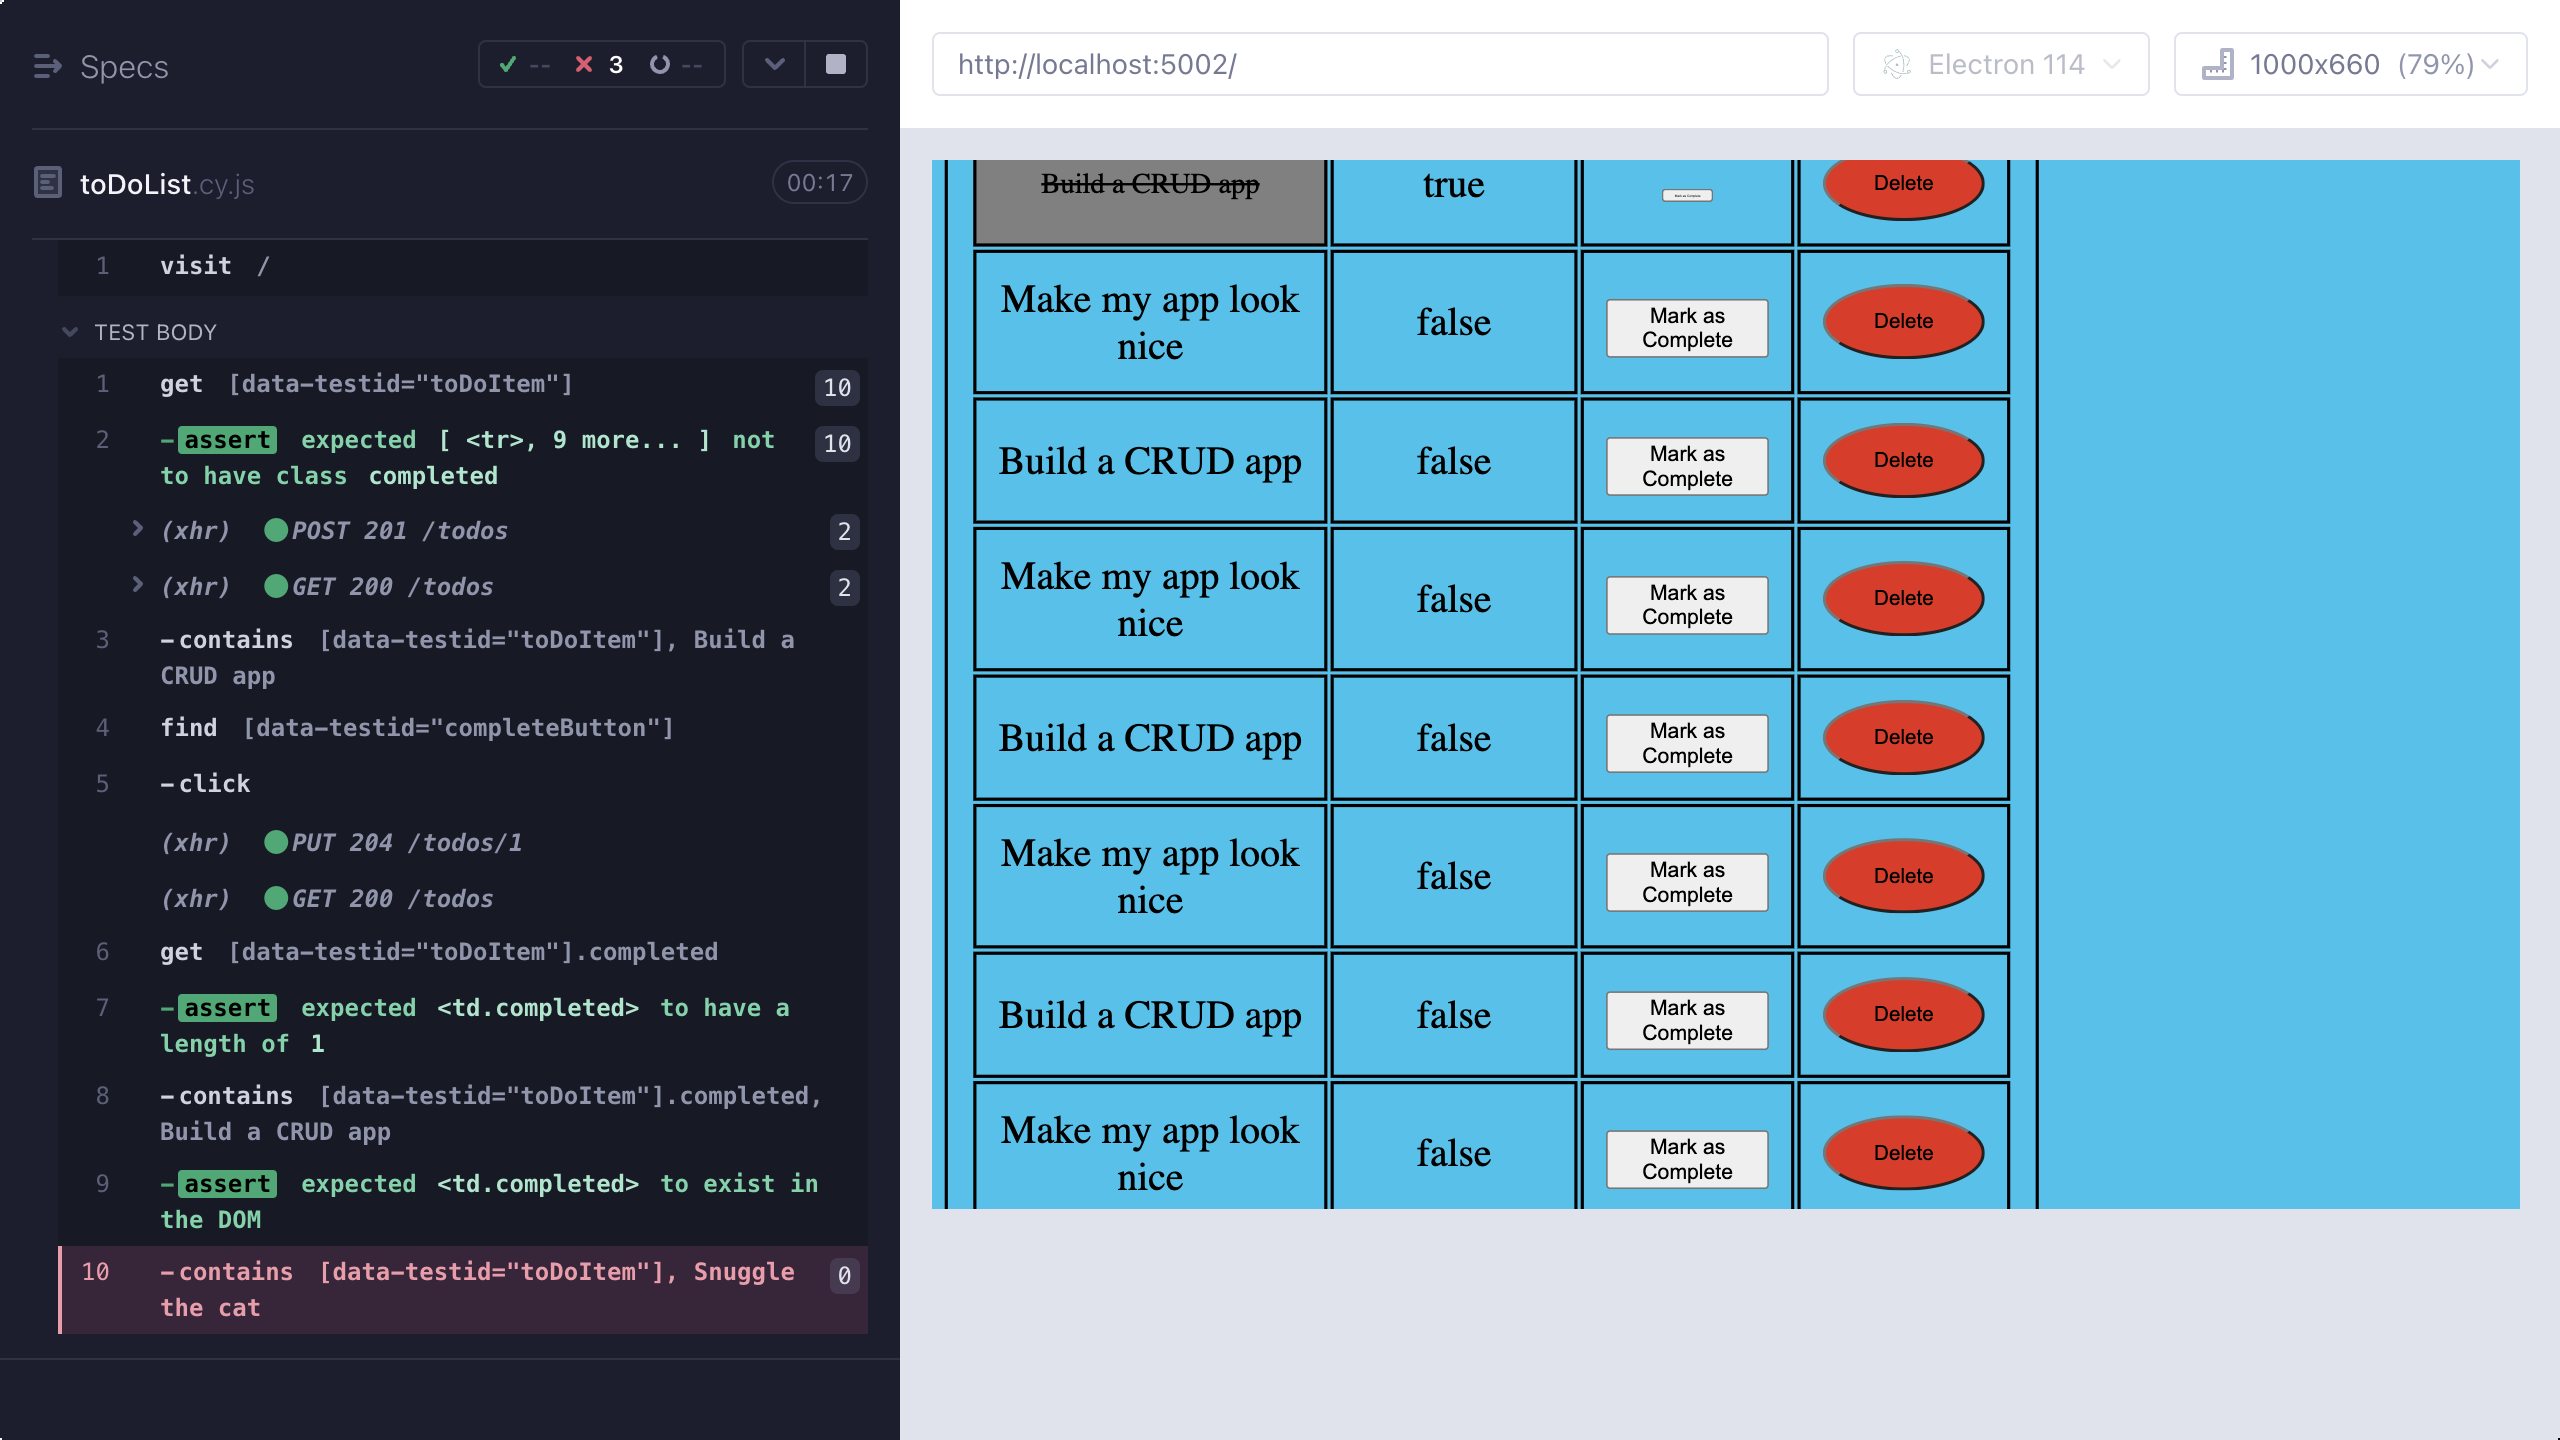 Specs
-- 3 --
toDoList.cy.js 00:17
1 visit /
TEST BODY
1 get [data-testid="toDoItem"] 10
2 -assert expected [ <tr>, 9 more... ] not 10
to have class completed
(xhr) POST 201 /todos 2
(xhr) GET 200 /todos 2
3 -contains [data-testid="toDoItem"], Build a
CRUD app
4 find [data-testid="completeButton"]
5 -click
(xhr) PUT 204 /todos/1
(xhr) GET 200 /todos
6 get [data-testid="toDoItem"].completed
7 -assert expected <td.completed> to have a
length of 1
8 -contains [data-testid="toDoItem"].completed,
Build a CRUD app
9 -assert expected <td.completed> to exist in
the DOM
10 -contains [data-testid="toDoItem"], Snuggle 0
the cat
http://localhost:5002/
Electron 114
1000x660 (79%)
Build a CRUD app true Mark as Complete Delete
Make my app look
nice
false
Mark as
Complete
Delete
Build a CRUD app
false
Mark as
Complete
Delete
Make my app look
nice
false
Mark as
Complete
Delete
Build a CRUD app
false
Mark as
Complete
Delete
Make my app look
nice
false
Mark as
Complete
Delete
Build a CRUD app
false
Mark as
Complete
Delete
Make my app look
nice
false
Mark as
Complete
Delete